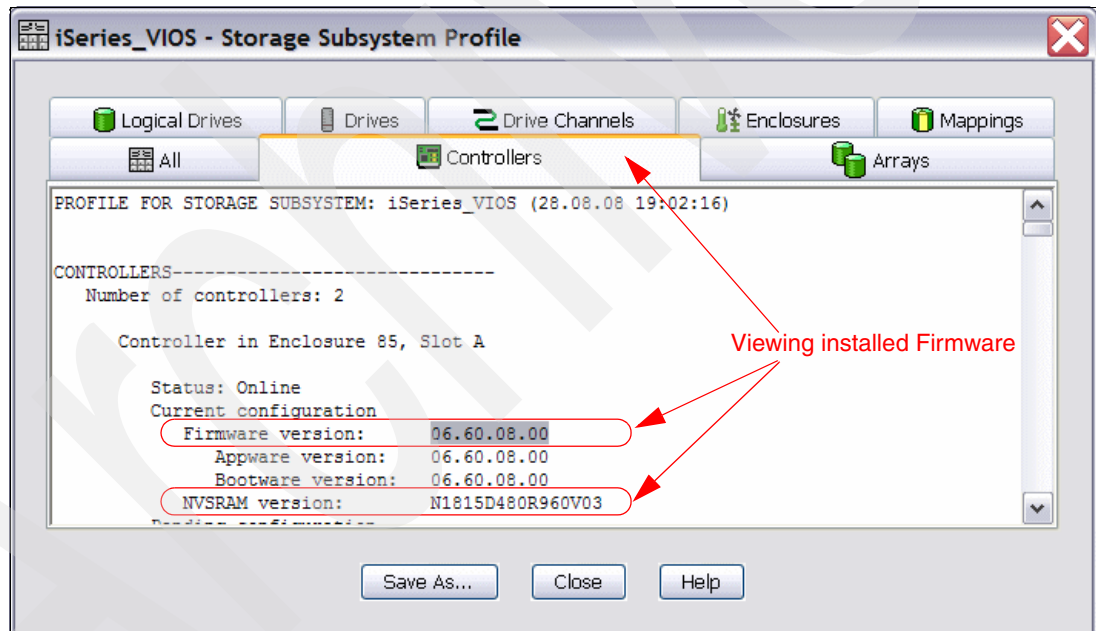 iSeries_VIOS - Storage Subsystem Profile
Logical Drives
Drives
Drive Channels
Enclosures
Mappings
All
Controllers
Arrays
PROFILE FOR STORAGE SUBSYSTEM: iSeries_VIOS (28.08.08 19:02:16)
CONTROLLERS------------------------------
Number of controllers: 2
Controller in Enclosure 85, Slot A
Viewing installed Firmware
Status: Online
Current configuration
Firmware version: 06.60.08.00
Appware version: 06.60.08.00
Bootware version: 06.60.08.00
NVSRAM version: N1815D480R960V03
Pending configuration
Save As...
Close
Help